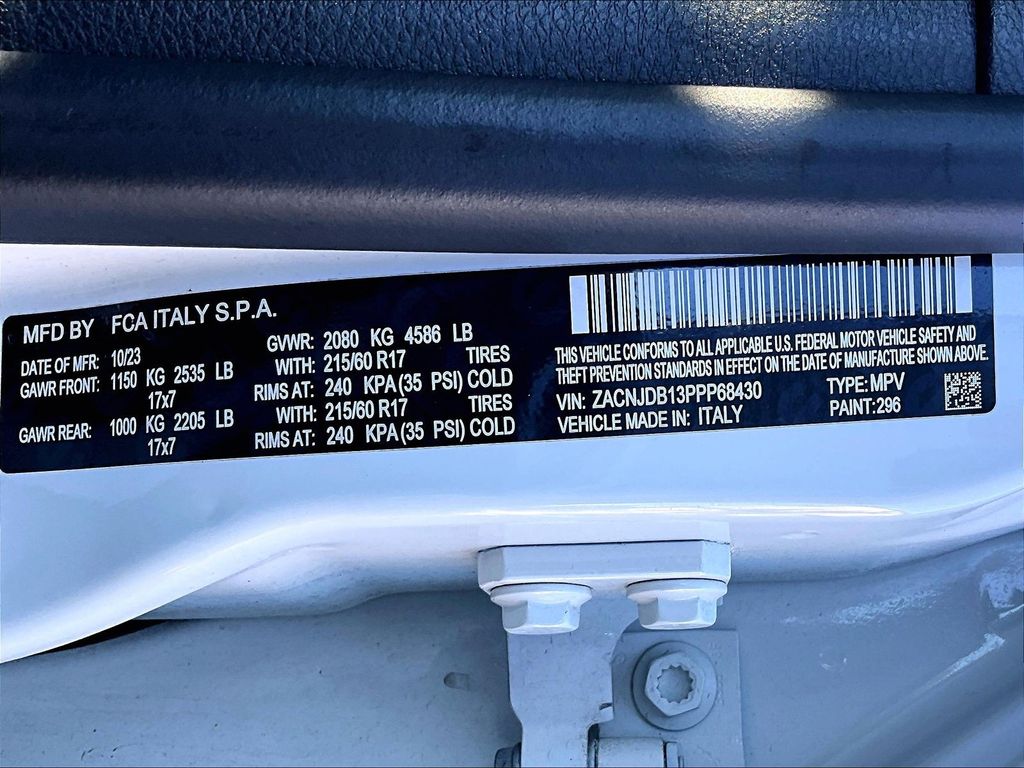 MFD BY FCA ITALY S.P.A.
DATE OF MFR: 10/23 GVWR: 2080 KG 4586 LB
GAWR FRONT: 1150 KG 2535 LB WITH: 215/60 R17 TIRES
17x7 RIMS AT: 240 KPA(35 PSI) COLD
GAWR REAR: 1000 KG 2205 LB WITH: 215/60 R17 TIRES
17x7 RIMS AT: 240 KPA(35 PSI) COLD
THIS VEHICLE CONFORMS TO ALL APPLICABLE U.S. FEDERAL MOTOR VEHICLE SAFETY AND
THEFT PREVENTION STANDARDS IN EFFECT ON THE DATE OF MANUFACTURE SHOWN ABOVE.
VIN: ZACNJDB13PPP68430 TYPE: MPV
VEHICLE MADE IN: ITALY PAINT: 296